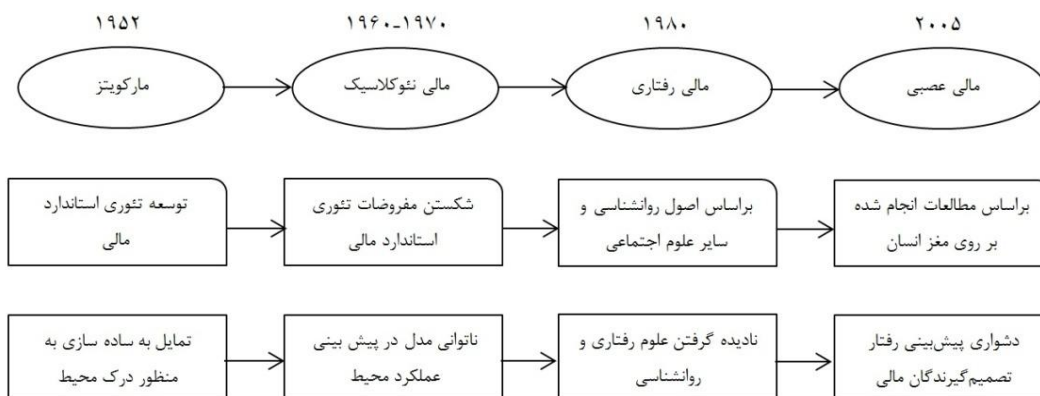 ۱۹۵۲
۱۹۶۰-۱۹۷۰
۱۹۸۰
۲۰۰۵
مارکویتز
مالی نئوکلاسیک
مالی رفتاری
مالی عصبی
توسعه تئوری استاندارد
مالی
شکستن مفروضات تئوری
استاندارد مالی
براساس اصول روانشناسی و
سایر علوم اجتماعی
براساس مطالعات انجام شده
بر روی مغز انسان
تمایل به ساده سازی به
منظور درک محیط
ناتوانی مدل در پیش بینی
عملکرد محیط
نادیده گرفتن علوم رفتاری و
روانشناسی
دشواری پیش‌بینی رفتار
تصمیم‌گیرندگان مالی